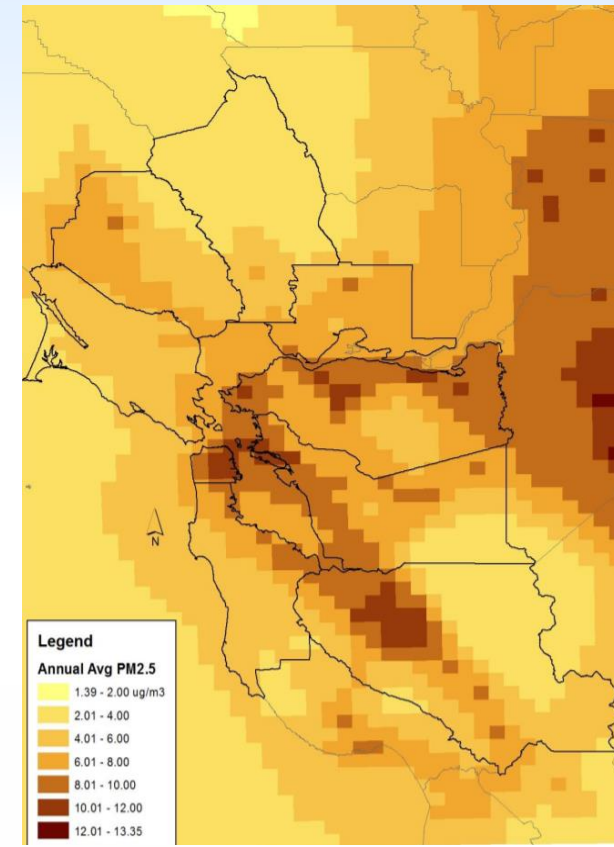 N
Legend
Annual Avg PM2.5
1.39 - 2.00 ug/m3
2.01 - 4.00
4.01 - 6.00
6.01 - 8.00
8.01 - 10.00
10.01 - 12.00
12.01 - 13.35